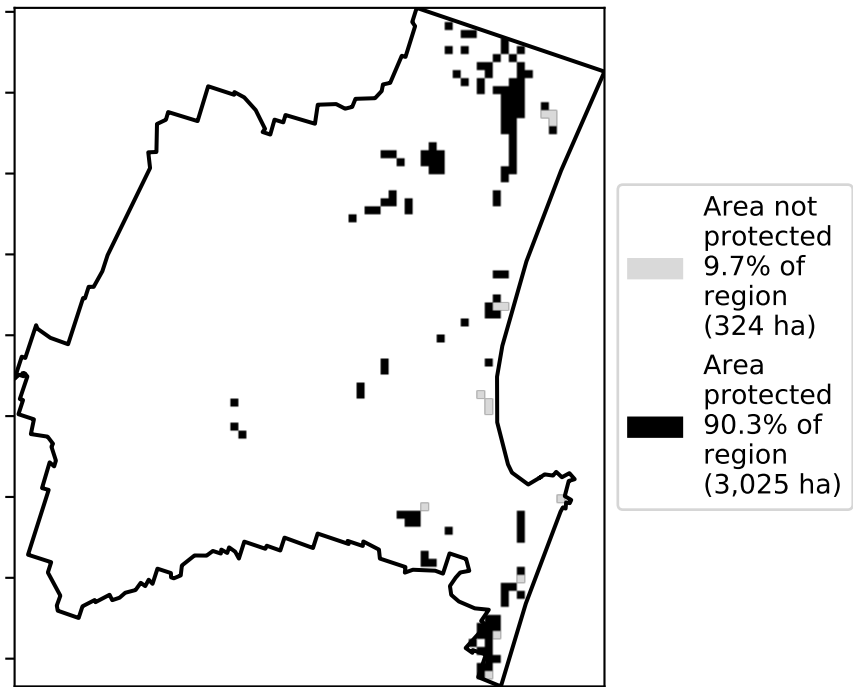 Area not
protected
9.7% of
region
(324 ha)
Area
protected
90.3% of
region
(3,025 ha)